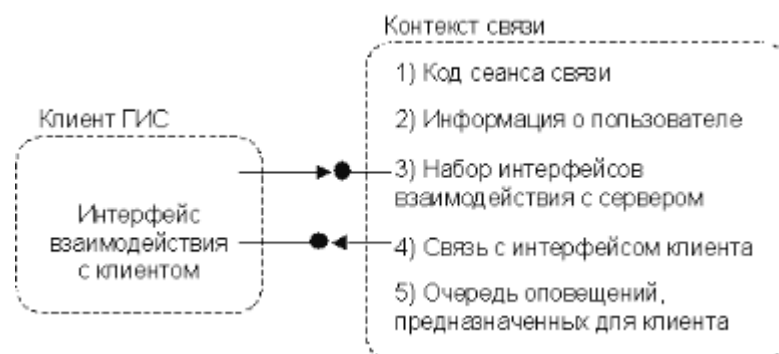 Контекст связи
1) Код сеанса связи
2) Информация о пользователе
3) Набор интерфейсов
взаимодействия с сервером
4) Связь с интерфейсом клиента
5) Очередь оповещений,
предназначенных для клиента
Клиент ГИС
Интерфейс
взаимодействия
с клиентом